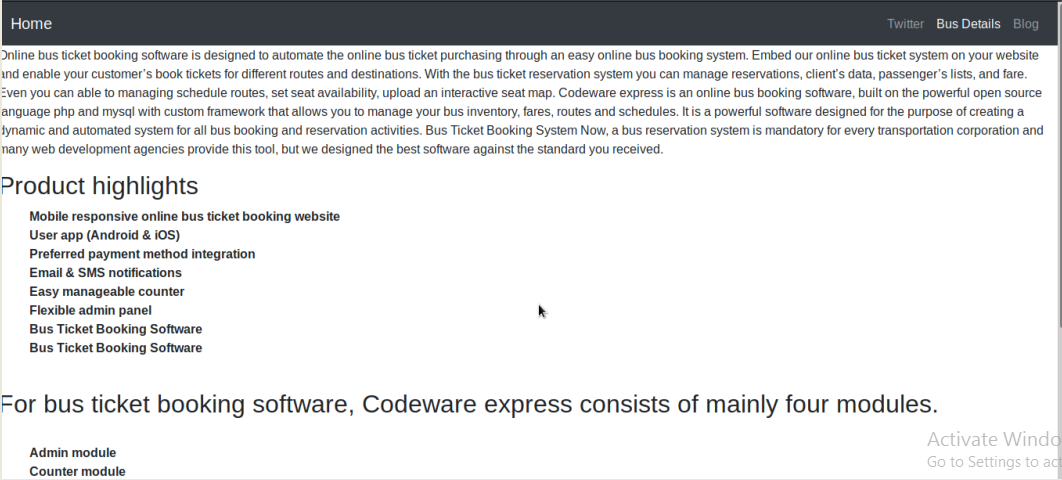 Home Twitter Bus Details Blog
Online bus ticket booking software is designed to automate the online bus ticket purchasing through an easy online bus booking system. Embed our online bus ticket system on your website
and enable your customer’s book tickets for different routes and destinations. With the bus ticket reservation system you can manage reservations, client’s data, passenger’s lists, and fare.
Even you can able to managing schedule routes, set seat availability, upload an interactive seat map. Codeware express is an online bus booking software, built on the powerful open source
language php and mysql with custom framework that allows you to manage your bus inventory, fares, routes and schedules. It is a powerful software designed for the purpose of creating a
dynamic and automated system for all bus booking and reservation activities. Bus Ticket Booking System Now, a bus reservation system is mandatory for every transportation corporation and
many web development agencies provide this tool, but we designed the best software against the standard you received.
Product highlights
Mobile responsive online bus ticket booking website
User app (Android & iOS)
Preferred payment method integration
Email & SMS notifications
Easy manageable counter
Flexible admin panel
Bus Ticket Booking Software
Bus Ticket Booking Software
For bus ticket booking software, Codeware express consists of mainly four modules.
Admin module
Counter module
Activate Windo
Go to Settings to act